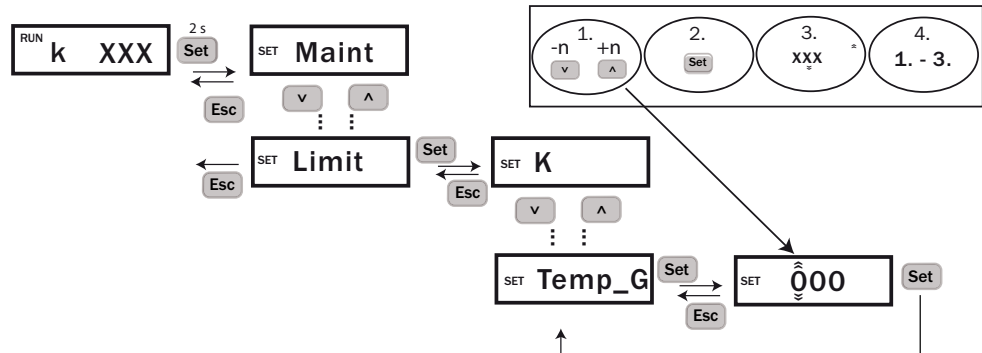 RUN k XXX
2 s
Set
Esc
SET Maint
˅ ˄
SET Limit
Esc
Set
Esc
SET K
˅ ˄
SET Temp_G
Set
Esc
SET 000
Set
1.
-n +n
˅ ˄
2.
Set
3.
xxx
4.
1. - 3.